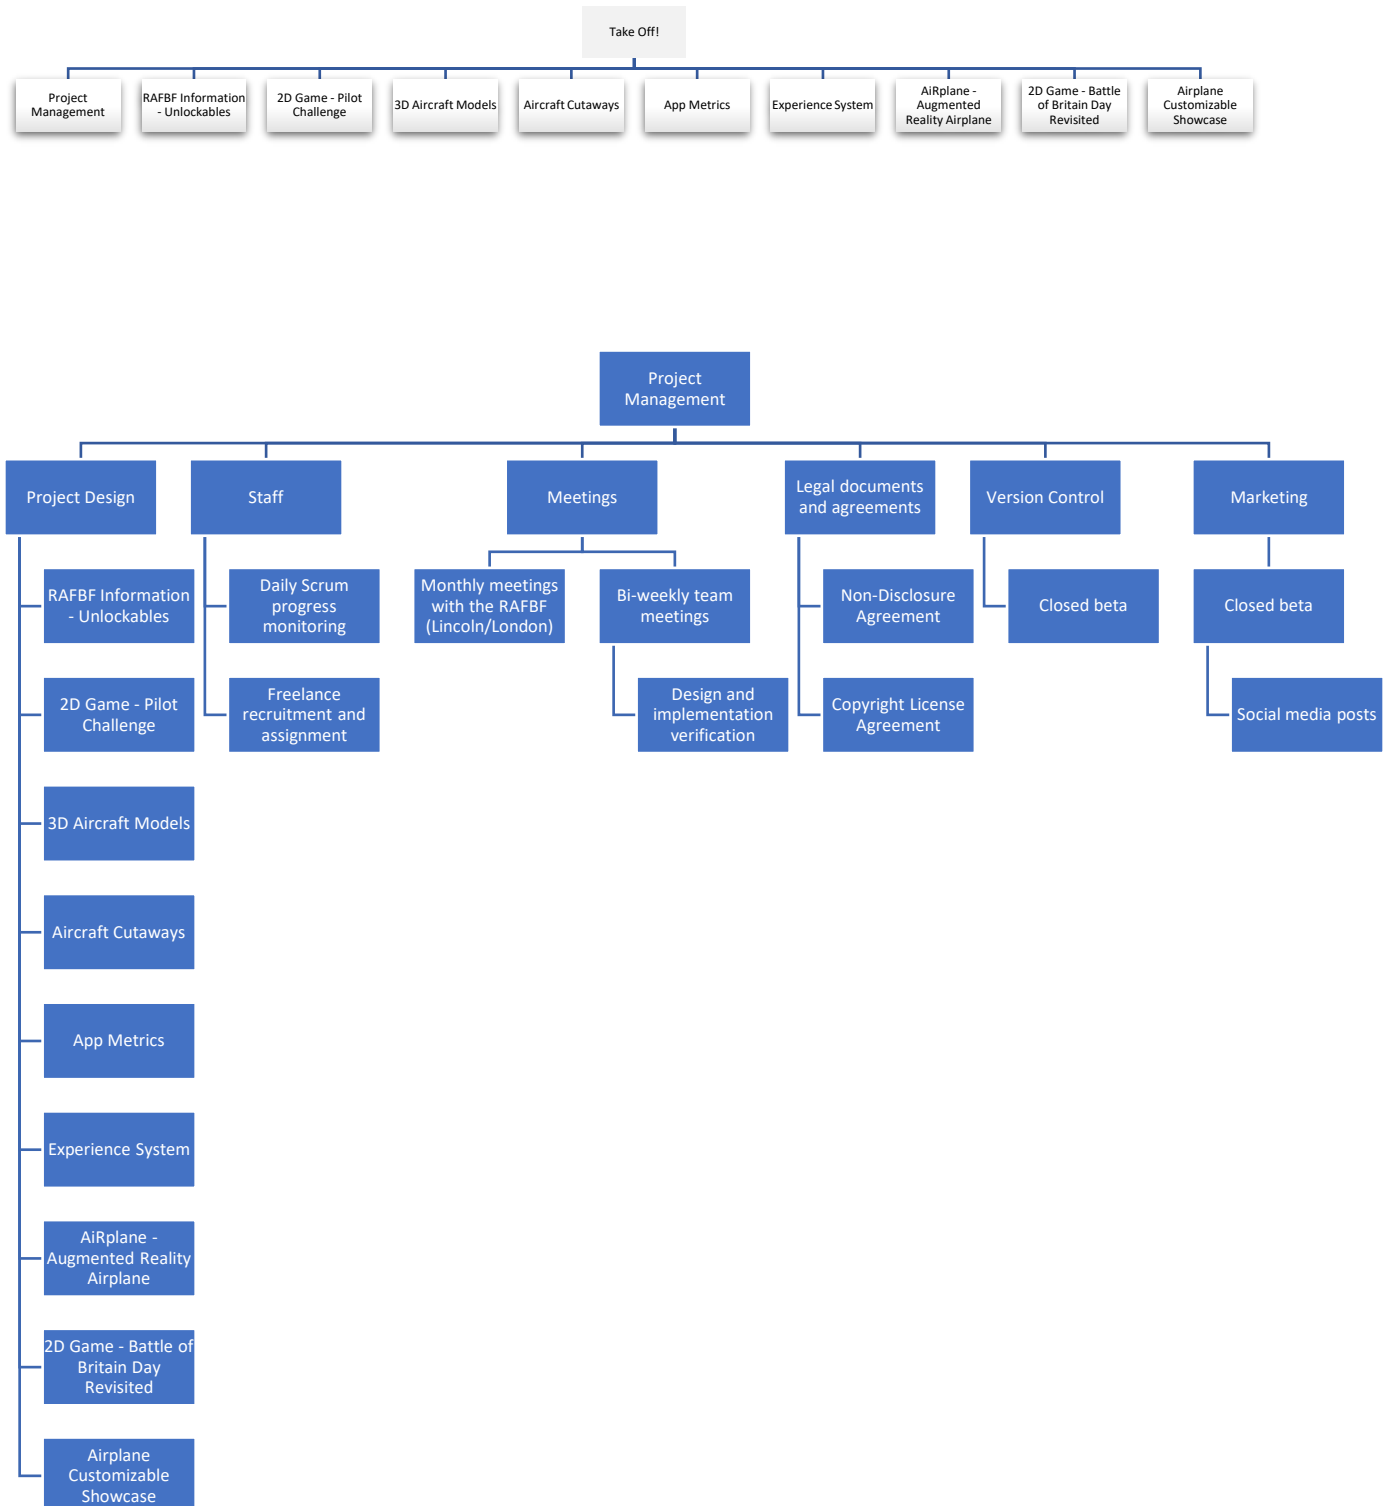 Take Off!
Project
Management
RAFBF Information
- Unlockables
2D Game - Pilot
Challenge
3D Aircraft Models
Aircraft Cutaways
App Metrics
Experience System
AiRplane -
Augmented
Reality Airplane
2D Game - Battle
of Britain Day
Revisited
Airplane
Customizable
Showcase
Project
Management
Project Design
Staff
Meetings
Legal documents
and agreements
Version Control
Marketing
RAFBF Information
- Unlockables
Daily Scrum
progress
monitoring
Monthly meetings
with the RAFBF
(Lincoln/London)
Bi-weekly team
meetings
Non-Disclosure
Agreement
Closed beta
Closed beta
2D Game - Pilot
Challenge
Freelance
recruitment and
assignment
Design and
implementation
verification
Copyright License
Agreement
Social media posts
3D Aircraft Models
Aircraft Cutaways
App Metrics
Experience System
AiRplane -
Augmented Reality
Airplane
2D Game - Battle of
Britain Day
Revisited
Airplane
Customizable
Showcase